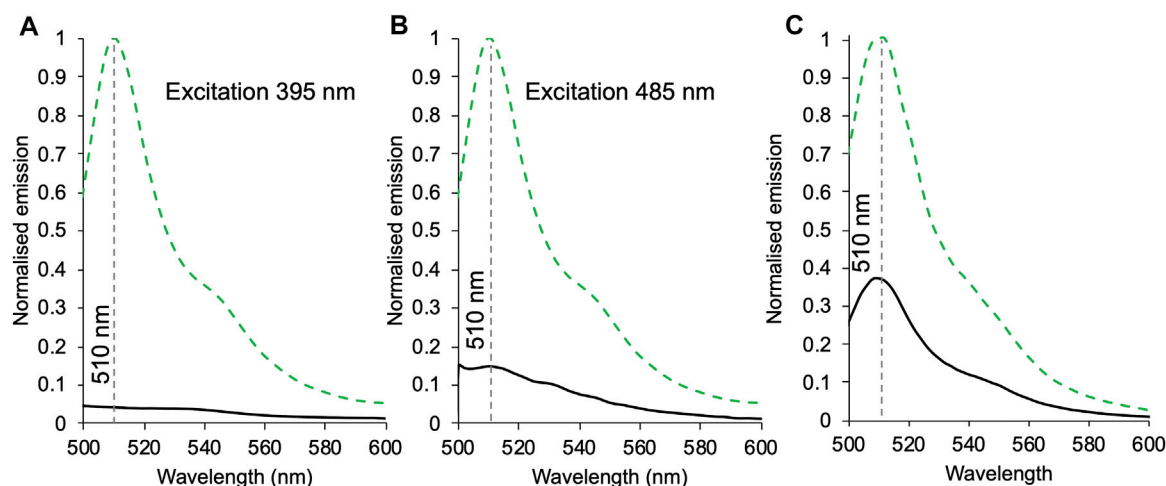 A
Normalised emission
1
0.9
0.8
0.7
0.6
0.5
0.4
0.3
0.2
0.1
0
Excitation 395 nm
510 nm
500 520 540 560 580 600
Wavelength (nm)
B
Normalised emission
1
0.9
0.8
0.7
0.6
0.5
0.4
0.3
0.2
0.1
0
Excitation 485 nm
510 nm
500 520 540 560 580 600
Wavelength (nm)
C
Normalised emission
1
0.9
0.8
0.7
0.6
0.5
0.4
0.3
0.2
0.1
0
510 nm
500 520 540 560 580 600
Wavelength